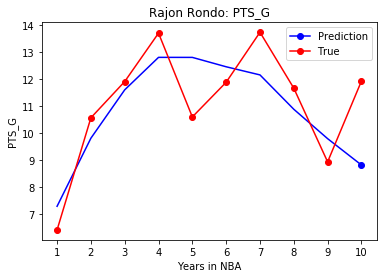 Rajon Rondo: PTS_G
Prediction
True
PTS_G
14
13
12
11
10
9
8
7
1 2 3 4 5 6 7 8 9 10
Years in NBA